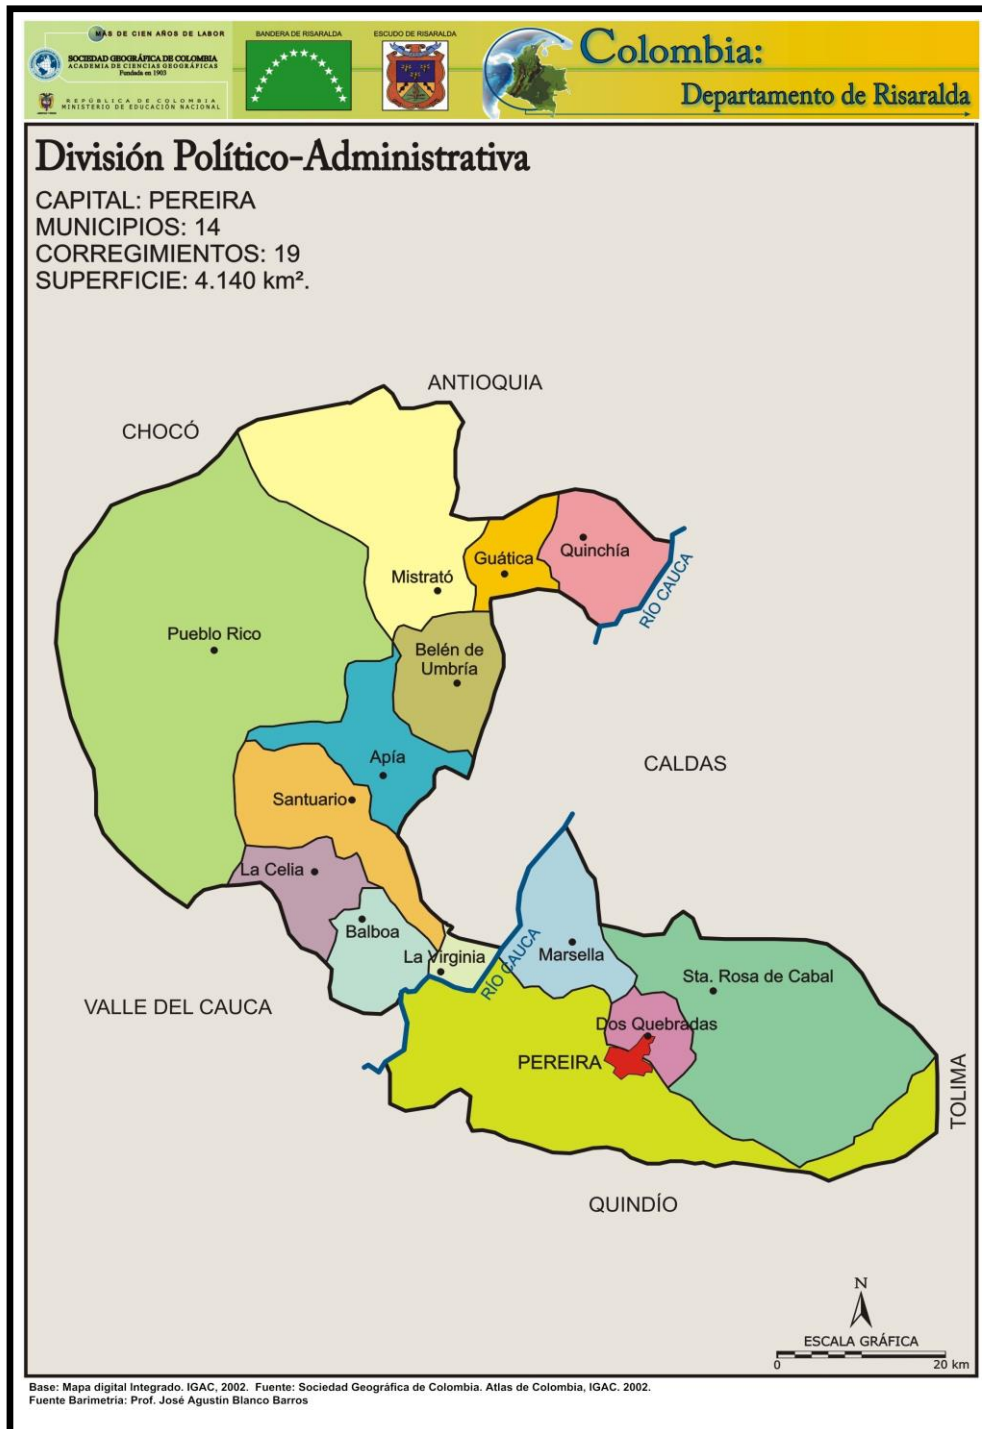 MÁS DE CIEN AÑOS DE LABOR
SOCIEDAD GEOGRÁFICA DE COLOMBIA
ACADEMIA DE CIENCIAS GEOGRÁFICAS
Fundada en 1903
REPÚBLICA DE COLOMBIA
MINISTERIO DE EDUCACIÓN NACIONAL
BANDERA DE RISARALDA
ESCUDO DE RISARALDA
Colombia:
Departamento de Risaralda
División Político-Administrativa
CAPITAL: PEREIRA
MUNICIPIOS: 14
CORREGIMIENTOS: 19
SUPERFICIE: 4.140 km².
ANTIOQUIA
CHOCÓ
Quinchía
Guática
Mistrató
RÍO CAUCA
Pueblo Rico
Belén de
Umbría
Apía
CALDAS
Santuario
La Celia
Balboa
La Virginia
RÍO CAUCA
Marsella
Sta. Rosa de Cabal
VALLE DEL CAUCA
Dos Quebradas
PEREIRA
TOLIMA
QUINDÍO
N
ESCALA GRÁFICA
0 20 km
Base: Mapa digital Integrado. IGAC, 2002. Fuente: Sociedad Geográfica de Colombia. Atlas de Colombia, IGAC. 2002.
Fuente Barimetría: Prof. José Agustin Blanco Barros